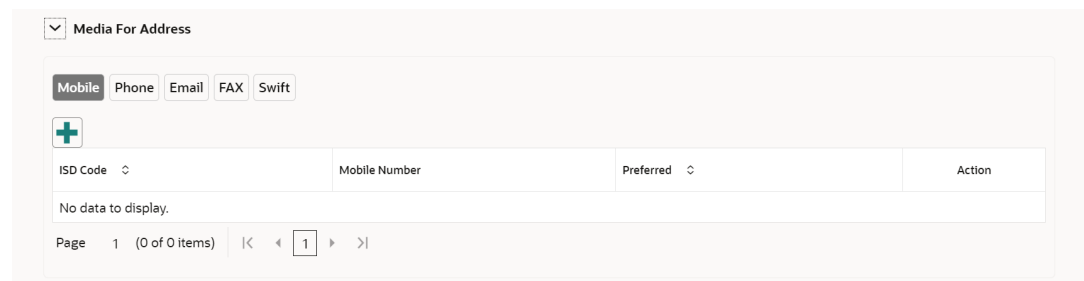 Media For Address
Mobile Phone Email FAX Swift
ISD Code Mobile Number Preferred Action
No data to display.
Page 1 (0 of 0 items) 1